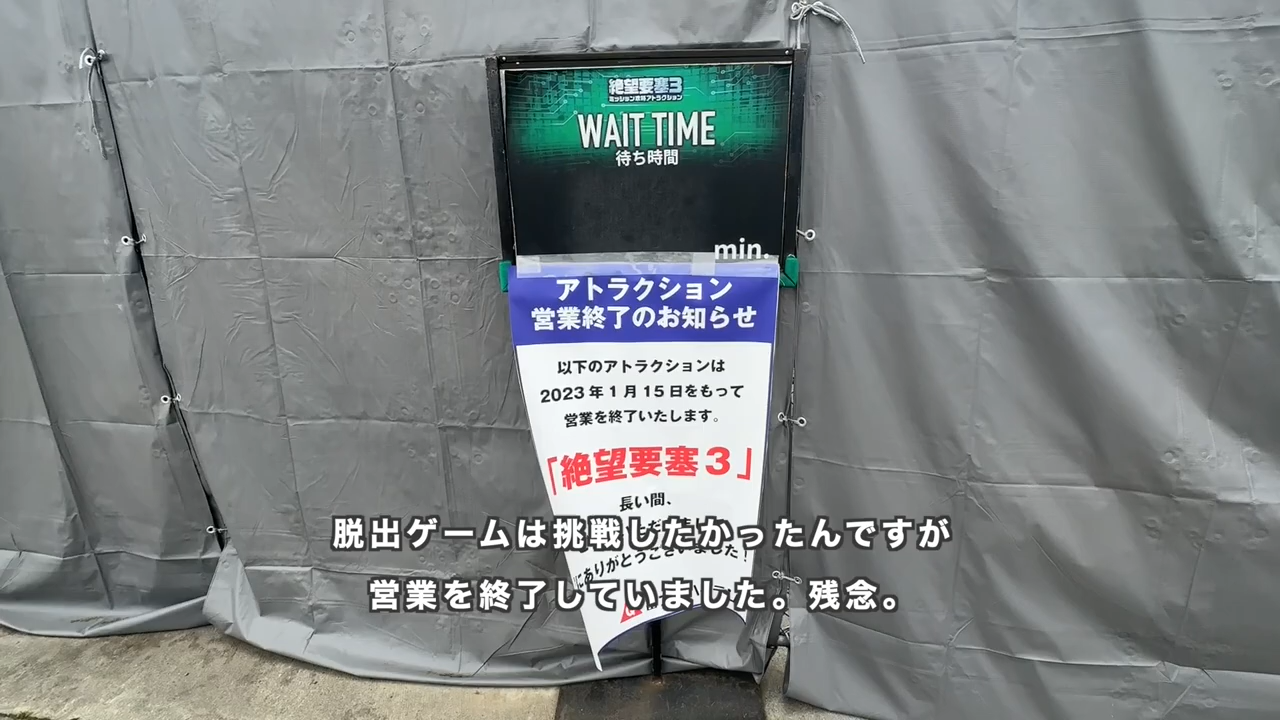 絶望要塞3
ミッション攻略アトラクション
WAIT TIME
待ち時間
min.
アトラクション
営業終了のお知らせ
以下のアトラクションは
2023年1月15日をもって
営業を終了いたします。
「絶望要塞3」
長い間、
にありがとうございました!
脱出ゲームは挑戦したかったんですが
営業を終了していました。残念。